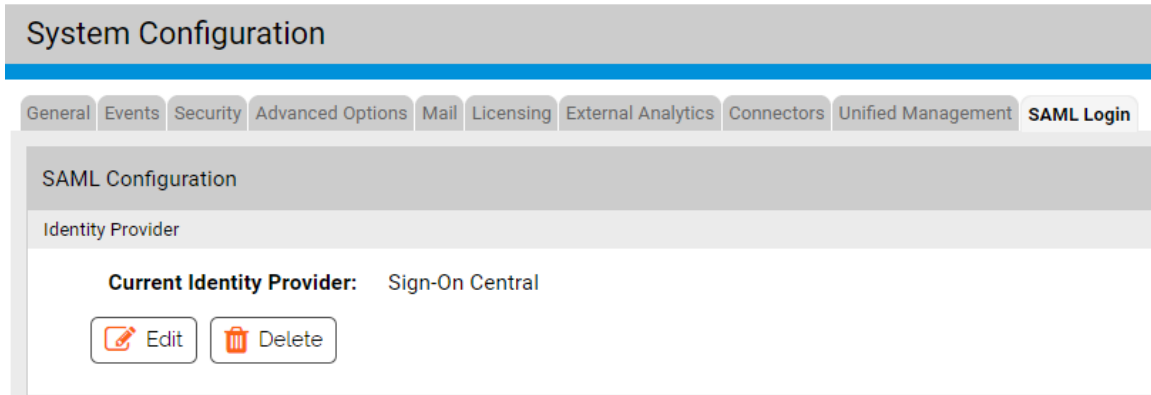 System Configuration
General Events Security Advanced Options Mail Licensing External Analytics Connectors Unified Management SAML Login
SAML Configuration
Identity Provider
Current Identity Provider: Sign-On Central
Edit Delete